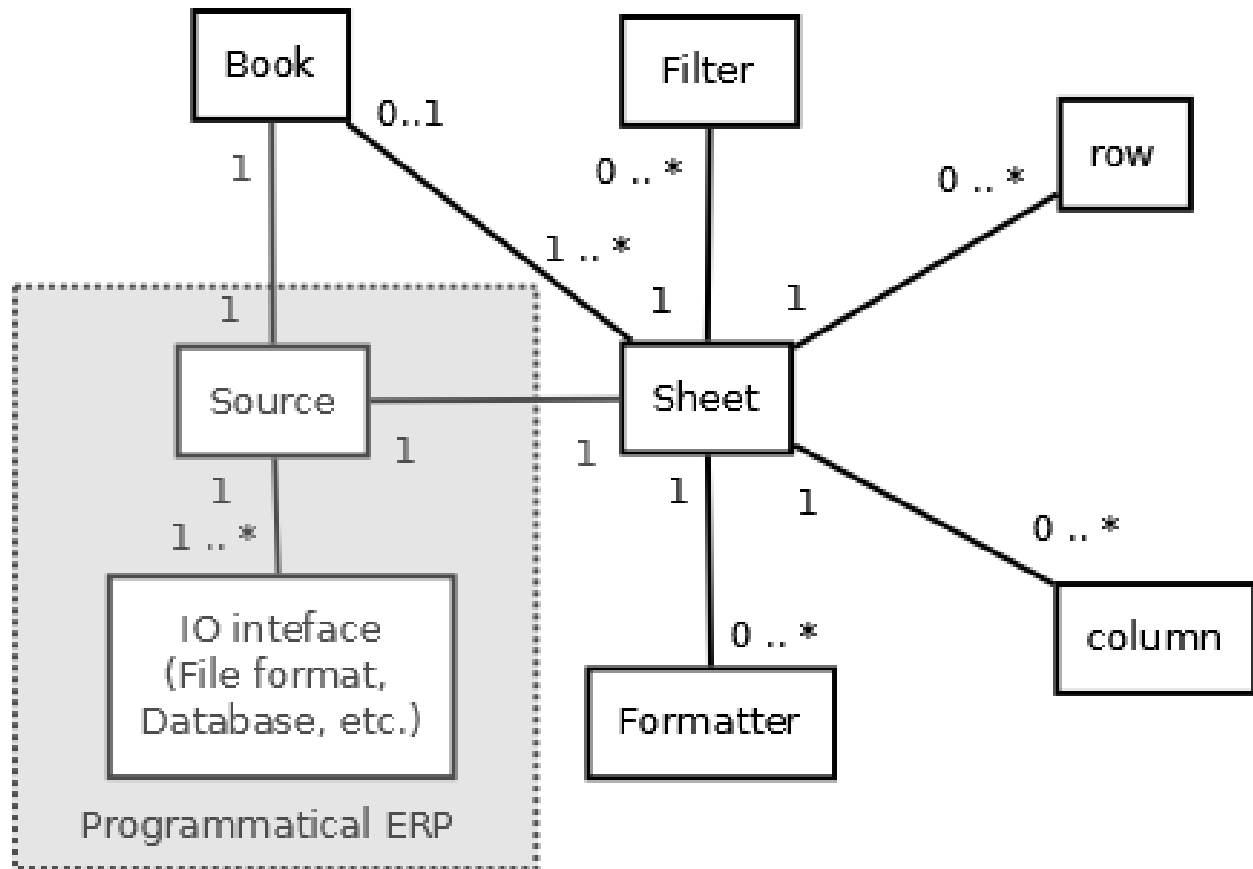 Book
Filter
row
0..1
1
0 .. *
0 .. *
1 .. *
1
1
1
Source
Sheet
1
1
1
1
1
1 .. *
0 .. *
IO inteface
(File format,
Database, etc.)
0 .. *
column
Formatter
Programmatical ERP